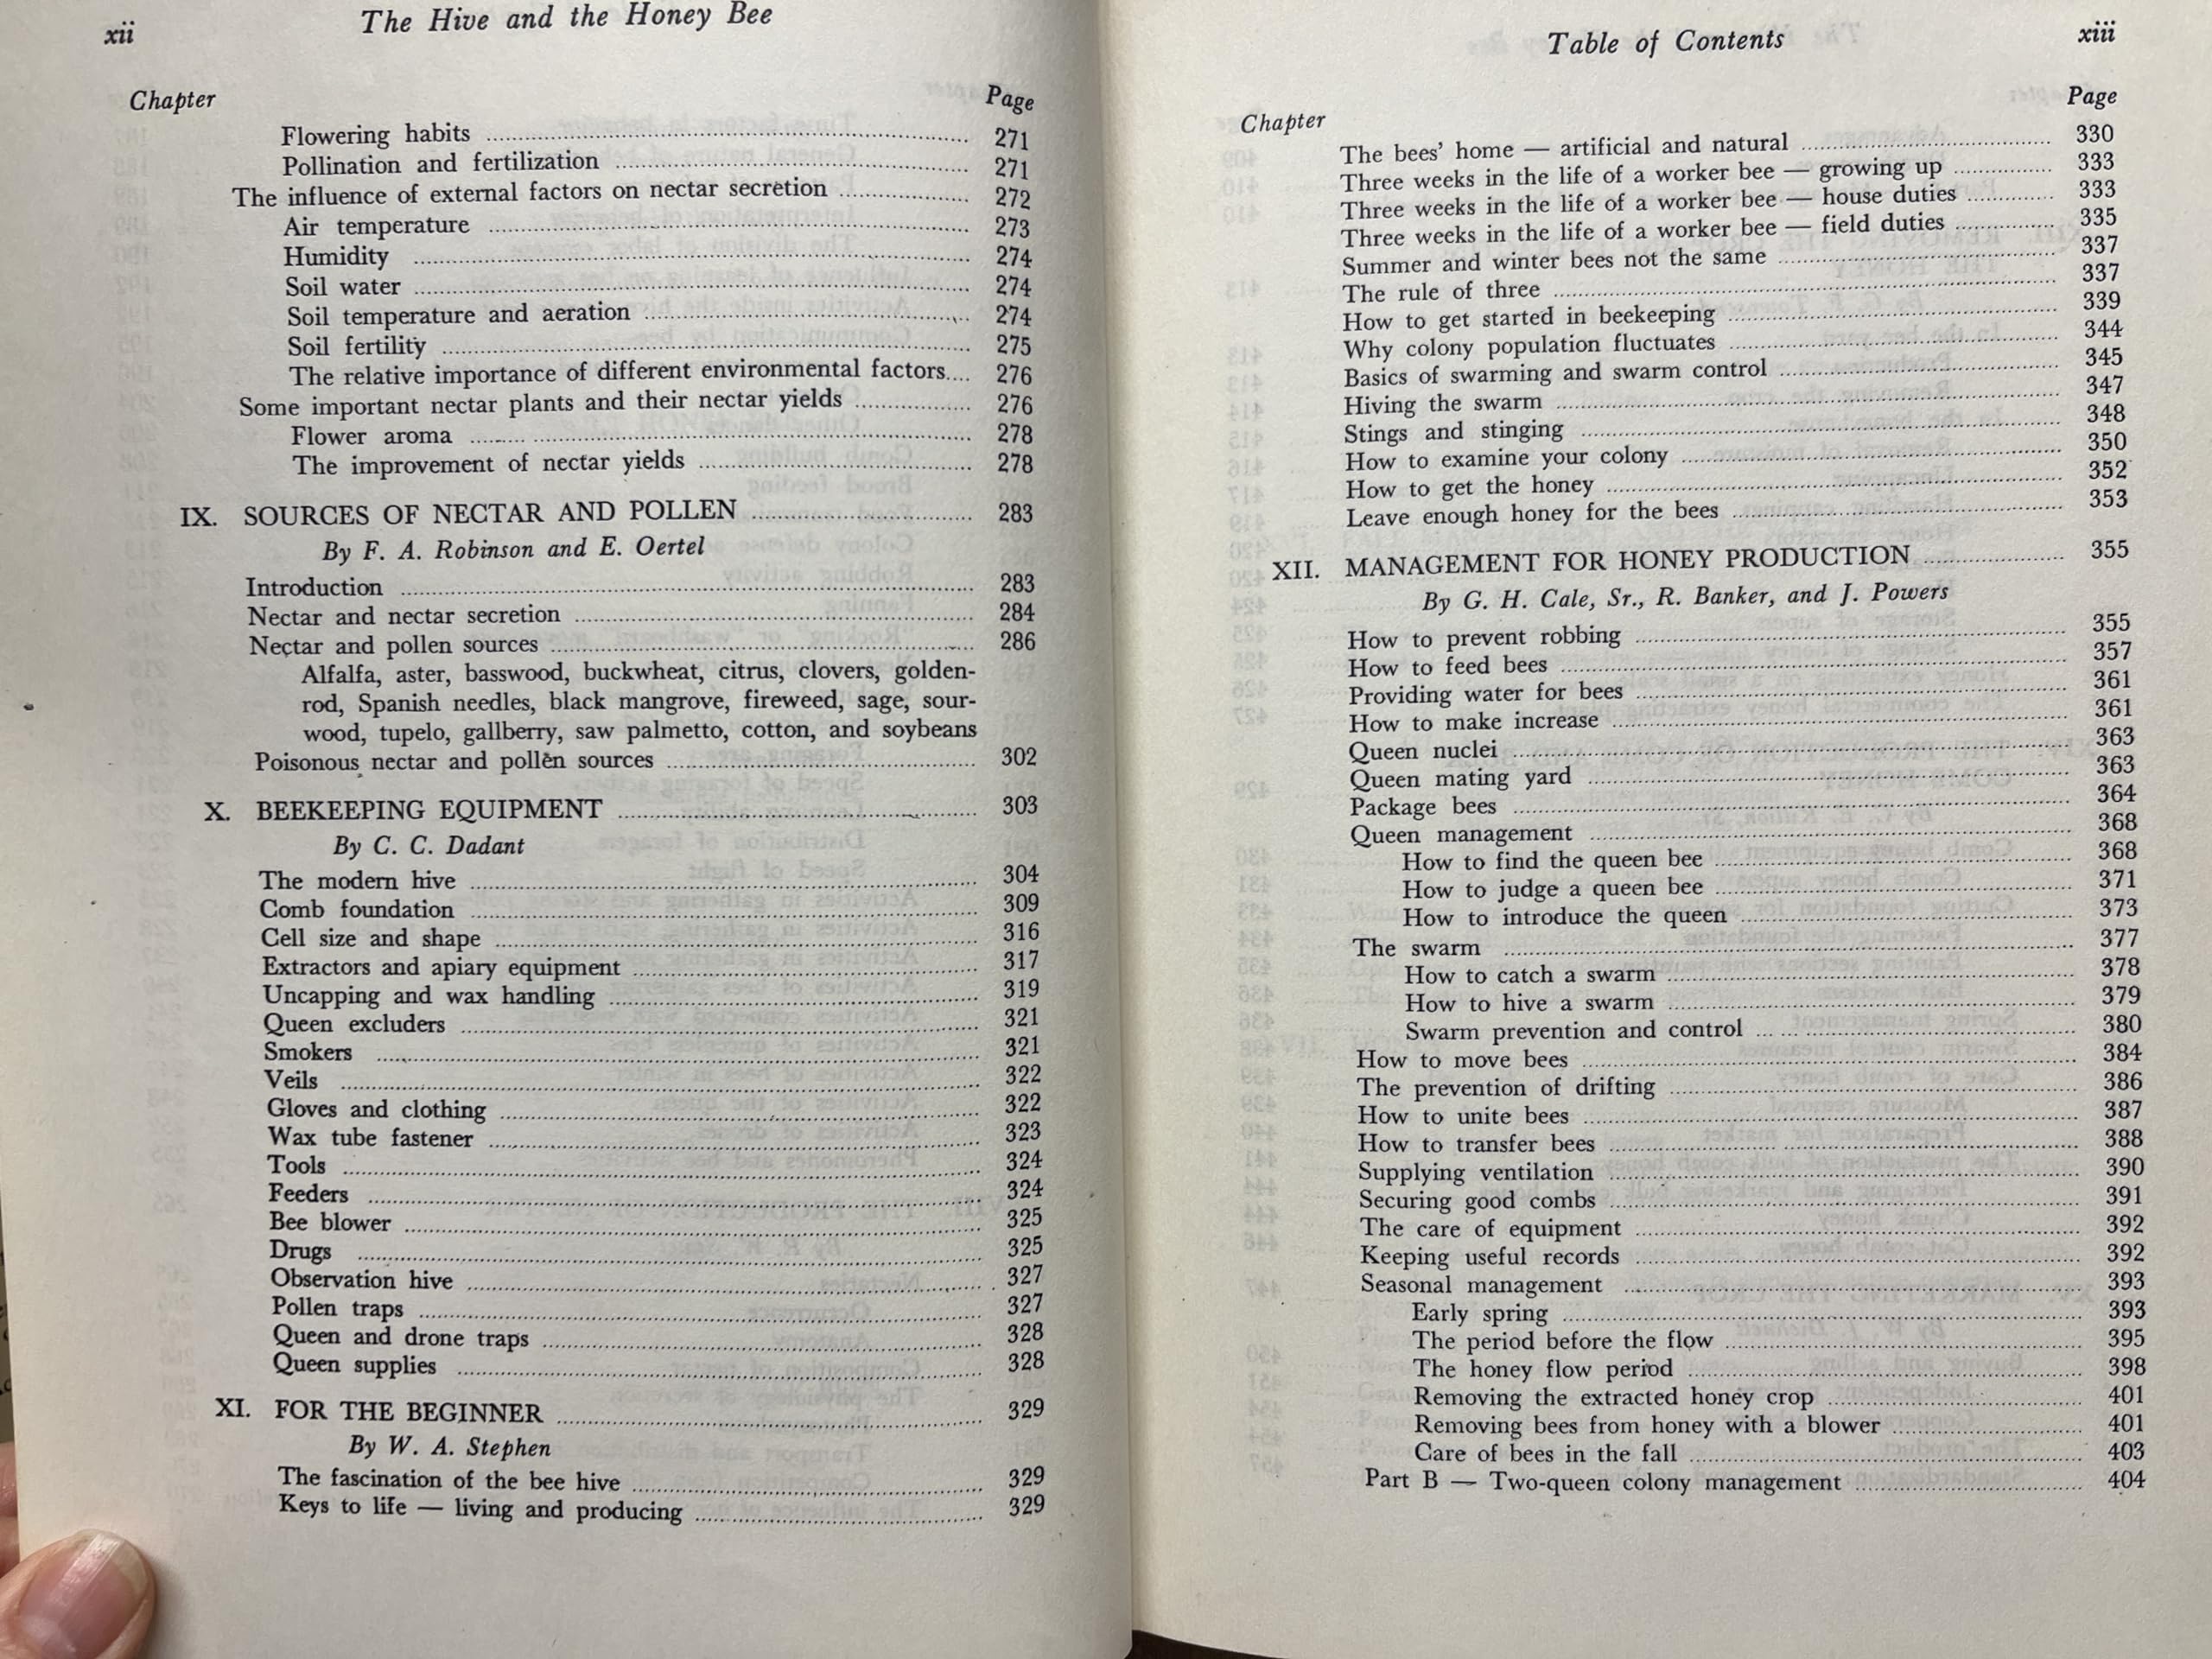 xii The Hive and the Honey Bee
Chapter Page
Flowering habits 271
Pollination and fertilization 271
The influence of external factors on nectar secretion 272
Air temperature 273
Humidity 274
Soil water 274
Soil temperature and aeration 274
Soil fertility 275
The relative importance of different environmental factors.... 276
Some important nectar plants and their nectar yields 276
Flower aroma 278
The improvement of nectar yields 278
IX. SOURCES OF NECTAR AND POLLEN 283
By F. A. Robinson and E. Oertel
Introduction 283
Nectar and nectar secretion 284
Nectar and pollen sources 286
Alfalfa, aster, basswood, buckwheat, citrus, clovers, golden-
rod, Spanish needles, black mangrove, fireweed, sage, sour-
wood, tupelo, gallberry, saw palmetto, cotton, and soybeans
Poisonous nectar and pollen sources 302
X. BEEKEEPING EQUIPMENT 303
By C. C. Dadant
The modern hive 304
Comb foundation 309
Cell size and shape 316
Extractors and apiary equipment 317
Uncapping and wax handling 319
Queen excluders 321
Smokers 321
Veils 322
Gloves and clothing 322
Wax tube fastener 323
Tools 324
Feeders 324
Bee blower 325
Drugs 325
Observation hive 327
Pollen traps 327
Queen and drone traps 328
Queen supplies 328
XI. FOR THE BEGINNER 329
By W. A. Stephen
The fascination of the bee hive 329
Keys to life — living and producing 329
Table of Contents xiii
Chapter Page
The bees' home — artificial and natural 330
Three weeks in the life of a worker bee — growing up 333
Three weeks in the life of a worker bee — house duties 333
Three weeks in the life of a worker bee — field duties 335
Summer and winter bees not the same 337
The rule of three 337
How to get started in beekeeping 339
Why colony population fluctuates 344
Basics of swarming and swarm control 345
Hiving the swarm 347
Stings and stinging 348
How to examine your colony 350
How to get the honey 352
Leave enough honey for the bees 353
XII. MANAGEMENT FOR HONEY PRODUCTION 355
By G. H. Cale, Sr., R. Banker, and J. Powers
How to prevent robbing 355
How to feed bees 357
Providing water for bees 361
How to make increase 361
Queen nuclei 363
Queen mating yard 363
Package bees 364
Queen management 368
How to find the queen bee 368
How to judge a queen bee 371
How to introduce the queen 373
The swarm 377
How to catch a swarm 378
How to hive a swarm 379
Swarm prevention and control 380
How to move bees 384
The prevention of drifting 386
How to unite bees 387
How to transfer bees 388
Supplying ventilation 390
Securing good combs 391
The care of equipment 392
Keeping useful records 392
Seasonal management 393
Early spring 393
The period before the flow 395
The honey flow period 398
Removing the extracted honey crop 401
Removing bees from honey with a blower 401
Care of bees in the fall 403
Part B — Two-queen colony management 404